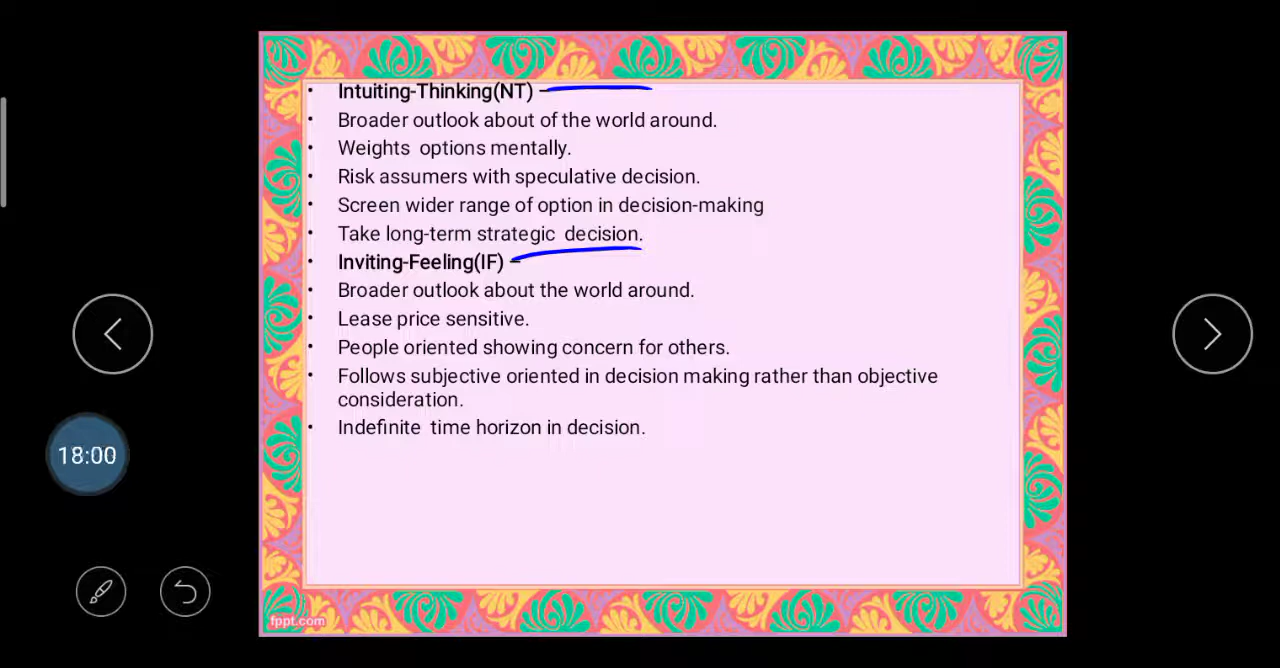 • Intuiting-Thinking(NT) –
• Broader outlook about of the world around.
• Weights options mentally.
• Risk assumers with speculative decision.
• Screen wider range of option in decision-making
• Take long-term strategic decision.
• Inviting-Feeling(IF) –
• Broader outlook about the world around.
• Lease price sensitive.
• People oriented showing concern for others.
• Follows subjective oriented in decision making rather than objective
consideration.
• Indefinite time horizon in decision.
18:00
fppt.com